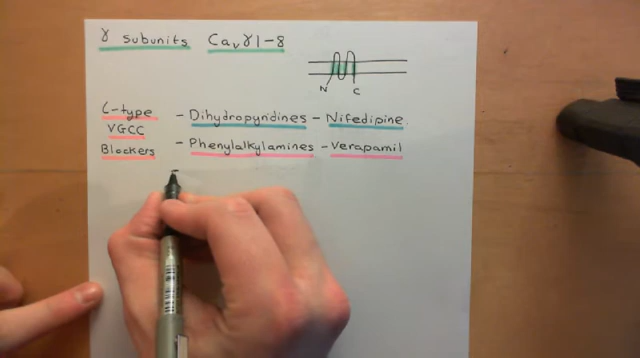 γ subunits Cavγ1-8
N C
L-type - Dihydropyridines - Nifedipine.
VGCC
Blockers - Phenylalkylamines - Verapamil
-